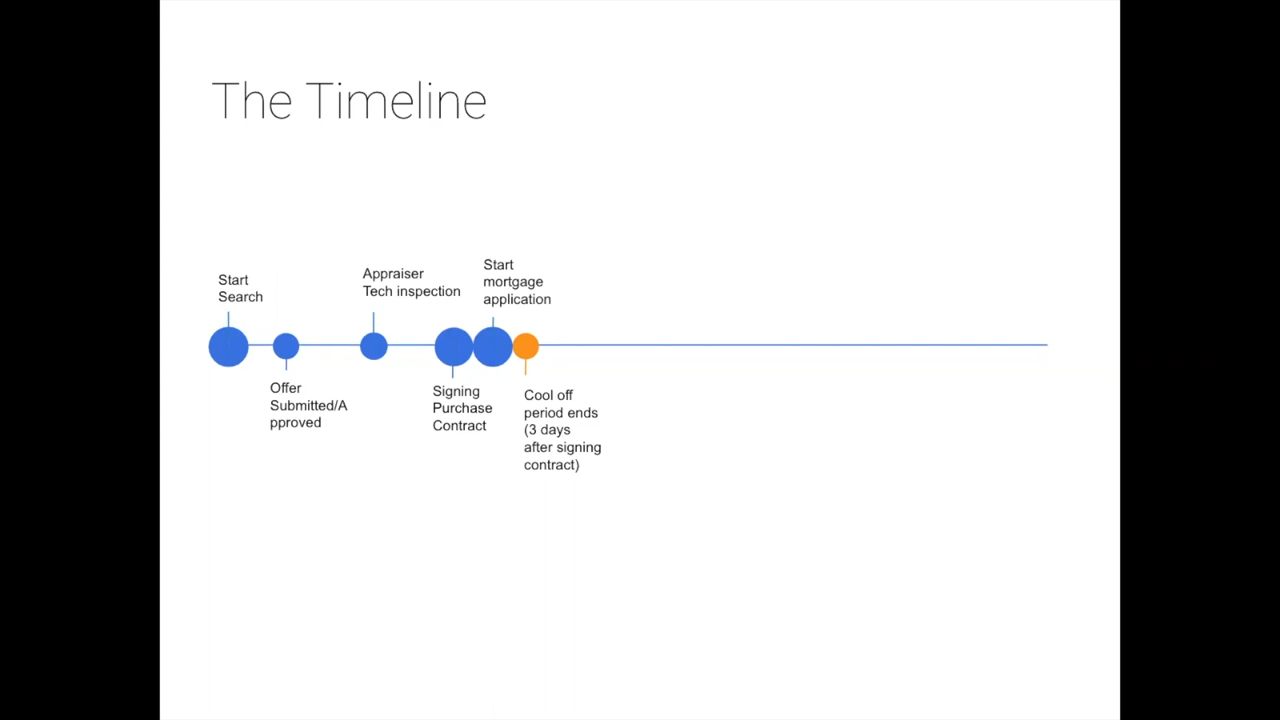 The Timeline
Start
Search
Offer
Submitted/A
pproved
Appraiser
Tech inspection
Signing
Purchase
Contract
Start
mortgage
application
Cool off
period ends
(3 days
after signing
contract)